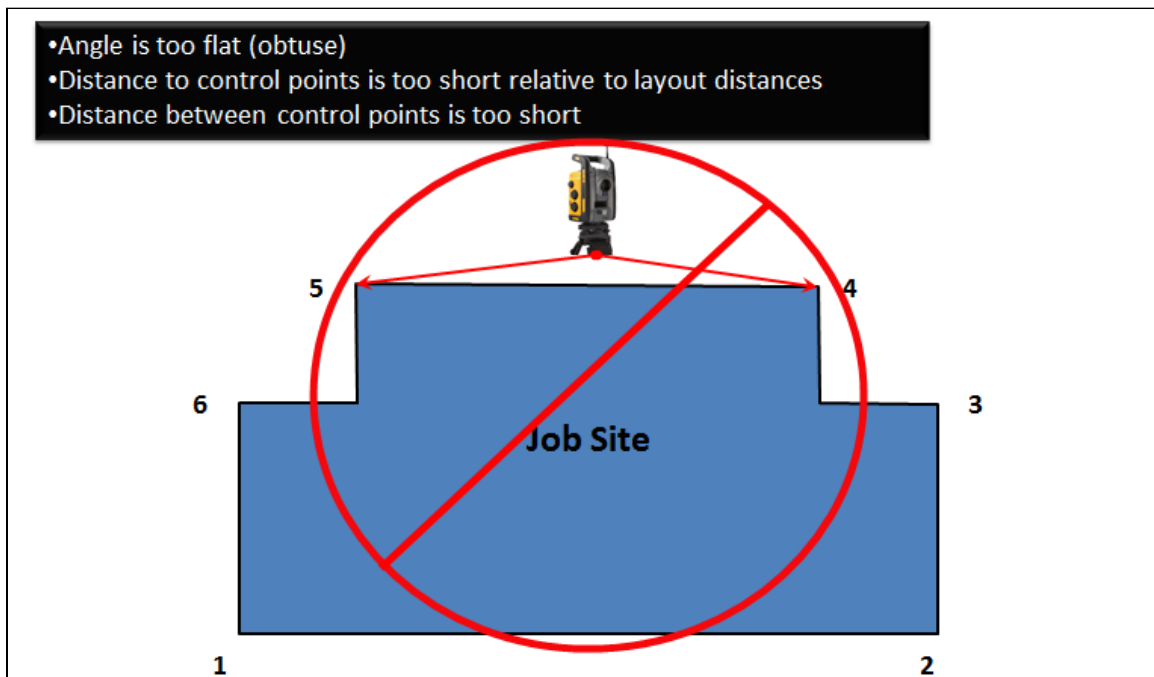 •Angle is too flat (obtuse)
•Distance to control points is too short relative to layout distances
•Distance between control points is too short
5
4
6
3
Job Site
1
2